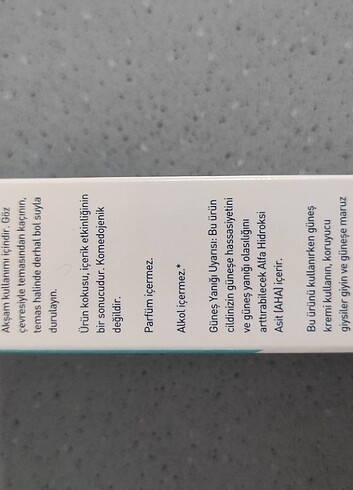 Akşam kullanımı içindir. Göz
çevresiyle temasından kaçının,
temas halinde derhal bol suyla
durulayın.
Ürün kokusu, içerik etkinliğinin
bir sonucudur. Komedojenik
değildir.
Parfüm içermez.
Alkol içermez.*
Güneş Yanığı Uyarısı: Bu ürün
cildinizin güneşe hassasiyetini
ve güneş yanığı olasılığını
arttırabilecek Alfa Hidroksi
Asit (AHA) içerir.
Bu ürünü kullanırken güneş
kremi kullanın, koruyucu
giysiler giyin ve güneşe maruz